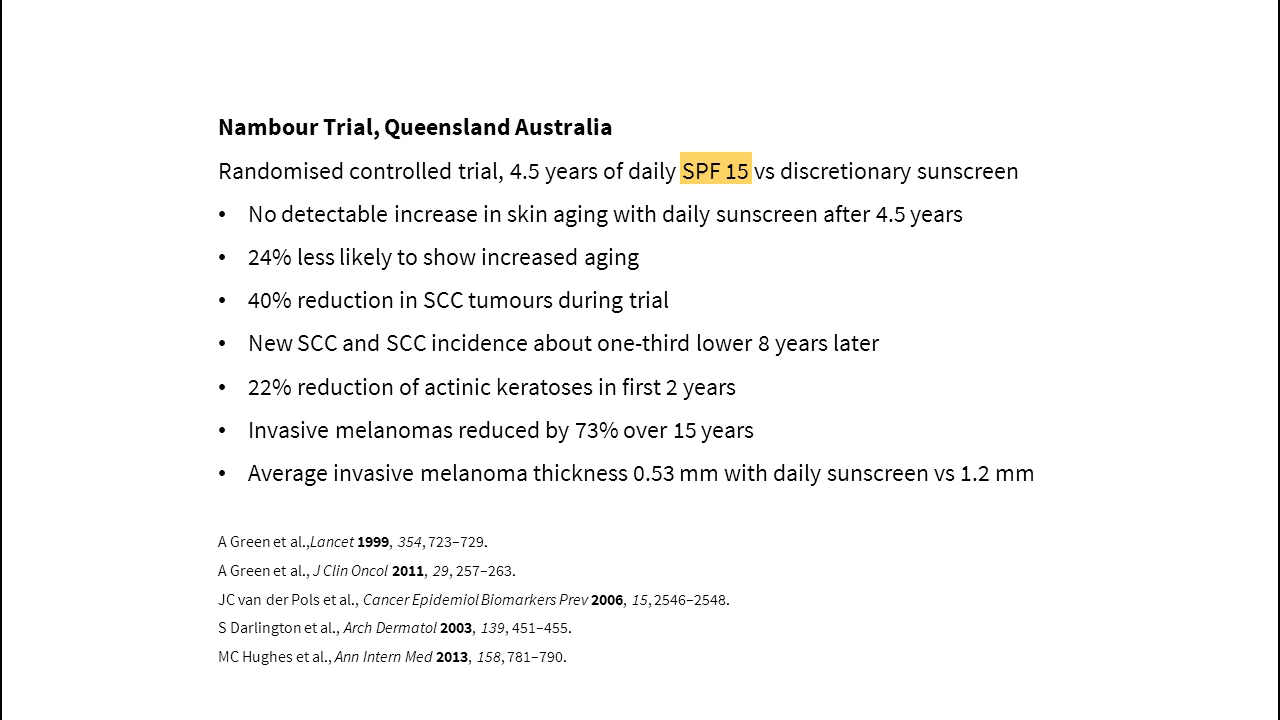 Nambour Trial, Queensland Australia
Randomised controlled trial, 4.5 years of daily SPF 15 vs discretionary sunscreen
• No detectable increase in skin aging with daily sunscreen after 4.5 years
• 24% less likely to show increased aging
• 40% reduction in SCC tumours during trial
• New SCC and SCC incidence about one-third lower 8 years later
• 22% reduction of actinic keratoses in first 2 years
• Invasive melanomas reduced by 73% over 15 years
• Average invasive melanoma thickness 0.53 mm with daily sunscreen vs 1.2 mm
A Green et al.,Lancet 1999, 354, 723–729.
A Green et al., J Clin Oncol 2011, 29, 257–263.
JC van der Pols et al., Cancer Epidemiol Biomarkers Prev 2006, 15, 2546–2548.
S Darlington et al., Arch Dermatol 2003, 139, 451–455.
MC Hughes et al., Ann Intern Med 2013, 158, 781–790.